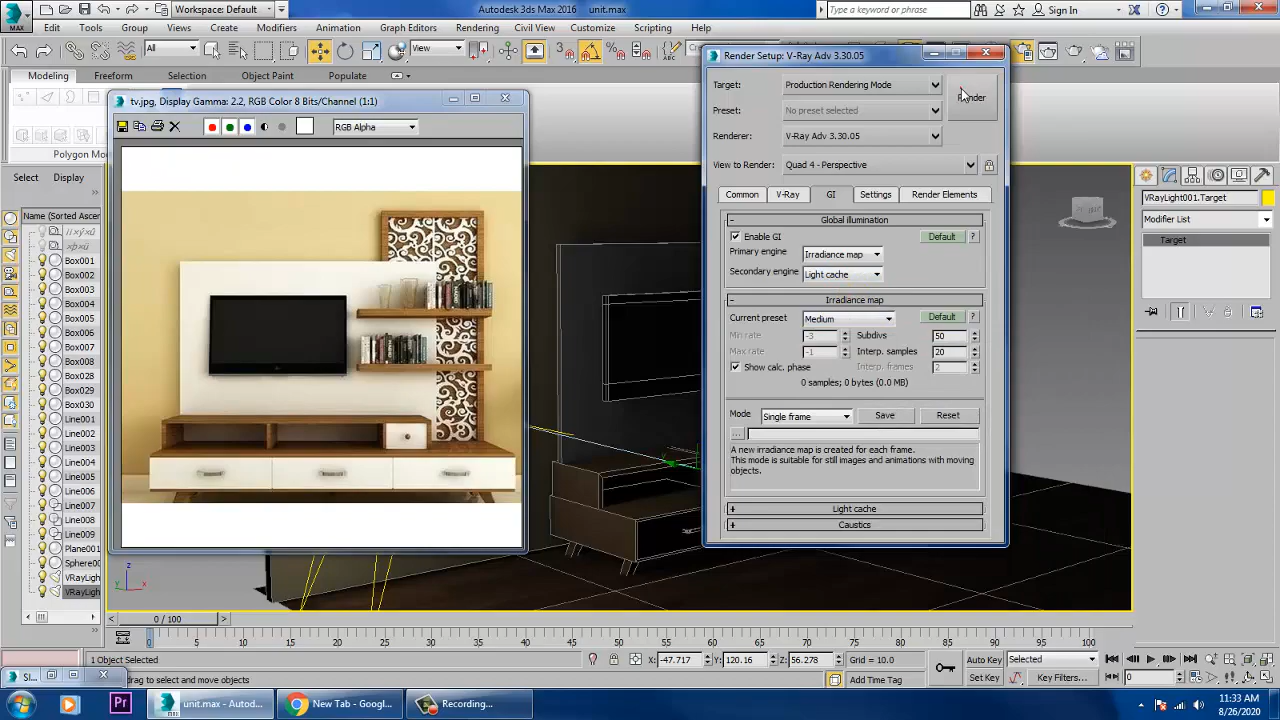 Workspace: Default
Autodesk 3ds Max 2016
unit.max
Type a keyword or phrase
Sign In
MAX
Edit
Tools
Group
Views
Create
Modifiers
Animation
Graph Editors
Rendering
Civil View
Customize
Scripting
Help
All
View
Modeling
Freeform
Selection
Object Paint
Populate
Polygon Mode
Select
Display
Name (Sorted Ascen
Box001
Box002
Box003
Box004
Box005
Box006
Box007
Box008
Box028
Box029
Box030
Line001
Line002
Line003
Line004
Line005
Line006
Line007
Line008
Line009
Plane001
Sphere00
VRayLigh
VRayLigh
tv.jpg, Display Gamma: 2.2, RGB Color 8 Bits/Channel (1:1)
RGB Alpha
Render Setup: V-Ray Adv 3.30.05
Target:
Production Rendering Mode
Render
Preset:
No preset selected
Renderer:
V-Ray Adv 3.30.05
View to Render:
Quad 4 - Perspective
Common
V-Ray
GI
Settings
Render Elements
Global illumination
Enable GI
Default
?
Primary engine
Irradiance map
Secondary engine
Light cache
Irradiance map
Current preset
Medium
Default
?
Min rate
-3
Subdivs
50
Max rate
-1
Interp. samples
20
Show calc. phase
Interp. frames
2
0 samples; 0 bytes (0.0 MB)
Mode
Single frame
Save
Reset
...
A new irradiance map is created for each frame.
This mode is suitable for still images and animations with moving
objects.
Light cache
Caustics
VRayLight001.Target
Modifier List
Target
0 / 100
0
5
10
15
20
25
30
35
40
45
50
55
60
65
70
75
80
85
90
95
100
1 Object Selected
X: -47.717
Y: 120.16
Z: 56.278
Grid = 10.0
Auto Key
Selected
drag to select and move objects
Add Time Tag
Set Key
Key Filters...
0
unit.max - Autod...
New Tab - Googl...
Recording...
11:33 AM
8/26/2020